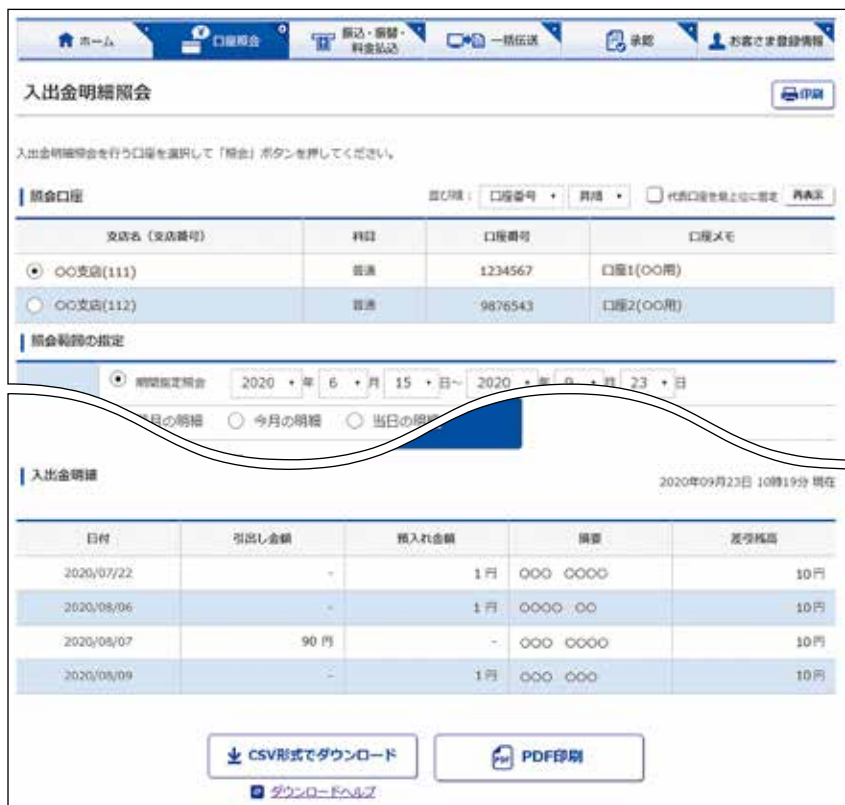 ホーム 口座照会 振込・振替・料金払込 一括伝送 承認 お客さま登録情報
入出金明細照会 印刷
入出金明細照会を行う口座を選択して「照会」ボタンを押してください。
照会口座 並び順： 口座番号 昇順 代表口座を最上位に固定 再表示
支店名（支店番号） 科目 口座番号 口座メモ
○○支店(111) 普通 1234567 口座1(○○用)
○○支店(112) 普通 9876543 口座2(○○用)
照会範囲の指定
期間指定照会 2020 年 6 月 15 日～ 2020 年 9 月 23 日
月の明細 今月の明細 当日の明細
入出金明細 2020年09月23日 10時19分 現在
日付 引出し金額 預入れ金額 摘要 差引残高
2020/07/22 - 1円 ○○○ ○○○○ 10円
2020/08/06 - 1円 ○○○○ ○○ 10円
2020/08/07 90円 - ○○○ ○○○○ 10円
2020/08/09 - 1円 ○○○ ○○○ 10円
CSV形式でダウンロード PDF PDF印刷
ダウンロードヘルプ